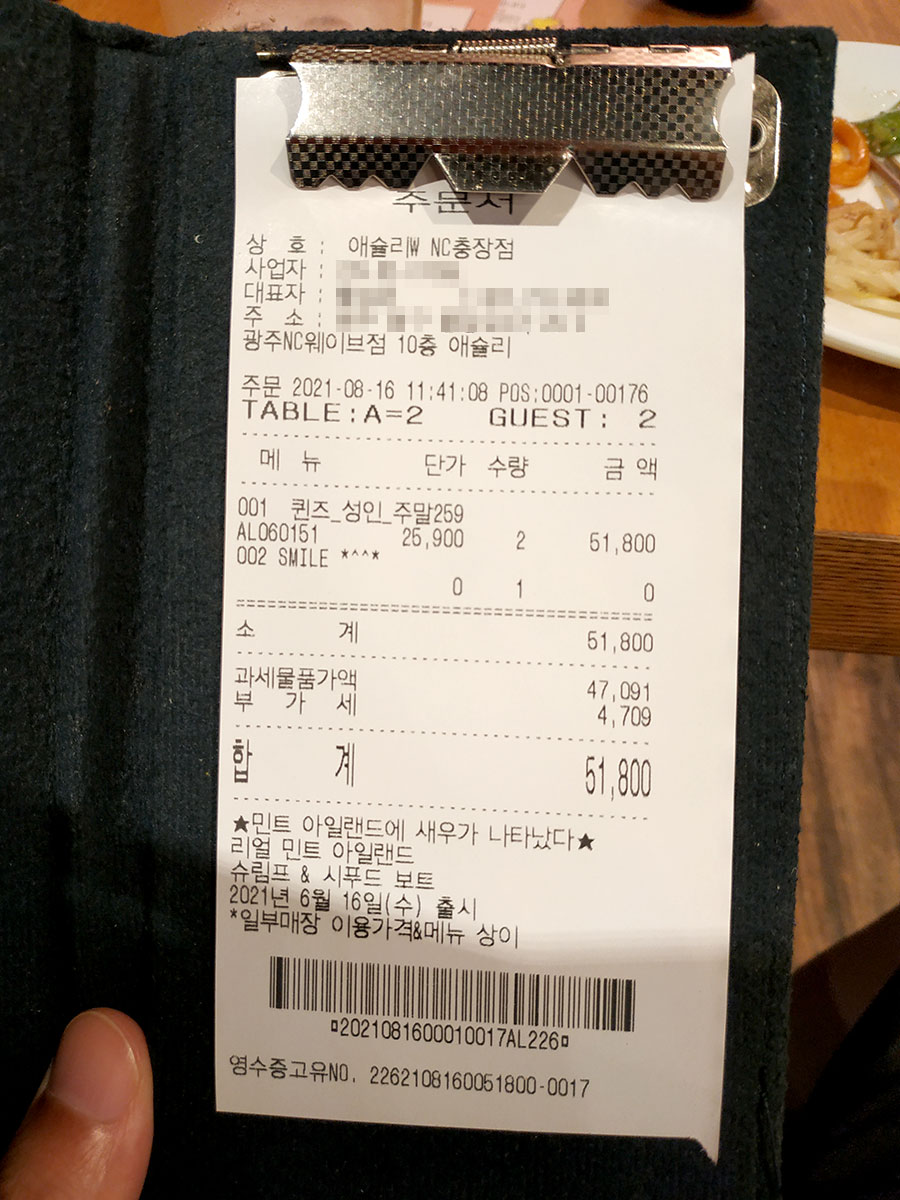 주문서
상 호 : 애슐리W NC충장점
사업자 :
대표자 :
주 소 :
광주NC웨이브점 10층 애슐리
주문 2021-08-16 11:41:08 POS:0001-00176
TABLE:A=2 GUEST: 2
메 뉴 단가 수량 금 액
001 퀸즈_성인_주말259
AL060151 25,900 2 51,800
002 SMILE *^^*
0 1 0
소 계 51,800
과세물품가액 47,091
부 가 세 4,709
합 계 51,800
★민트 아일랜드에 새우가 나타났다★
리얼 민트 아일랜드
슈림프 & 시푸드 보트
2021년 6월 16일(수) 출시
*일부매장 이용가격&메뉴 상이
¤2021081600010017AL226¤
영수증고유NO. 2262108160051800-0017